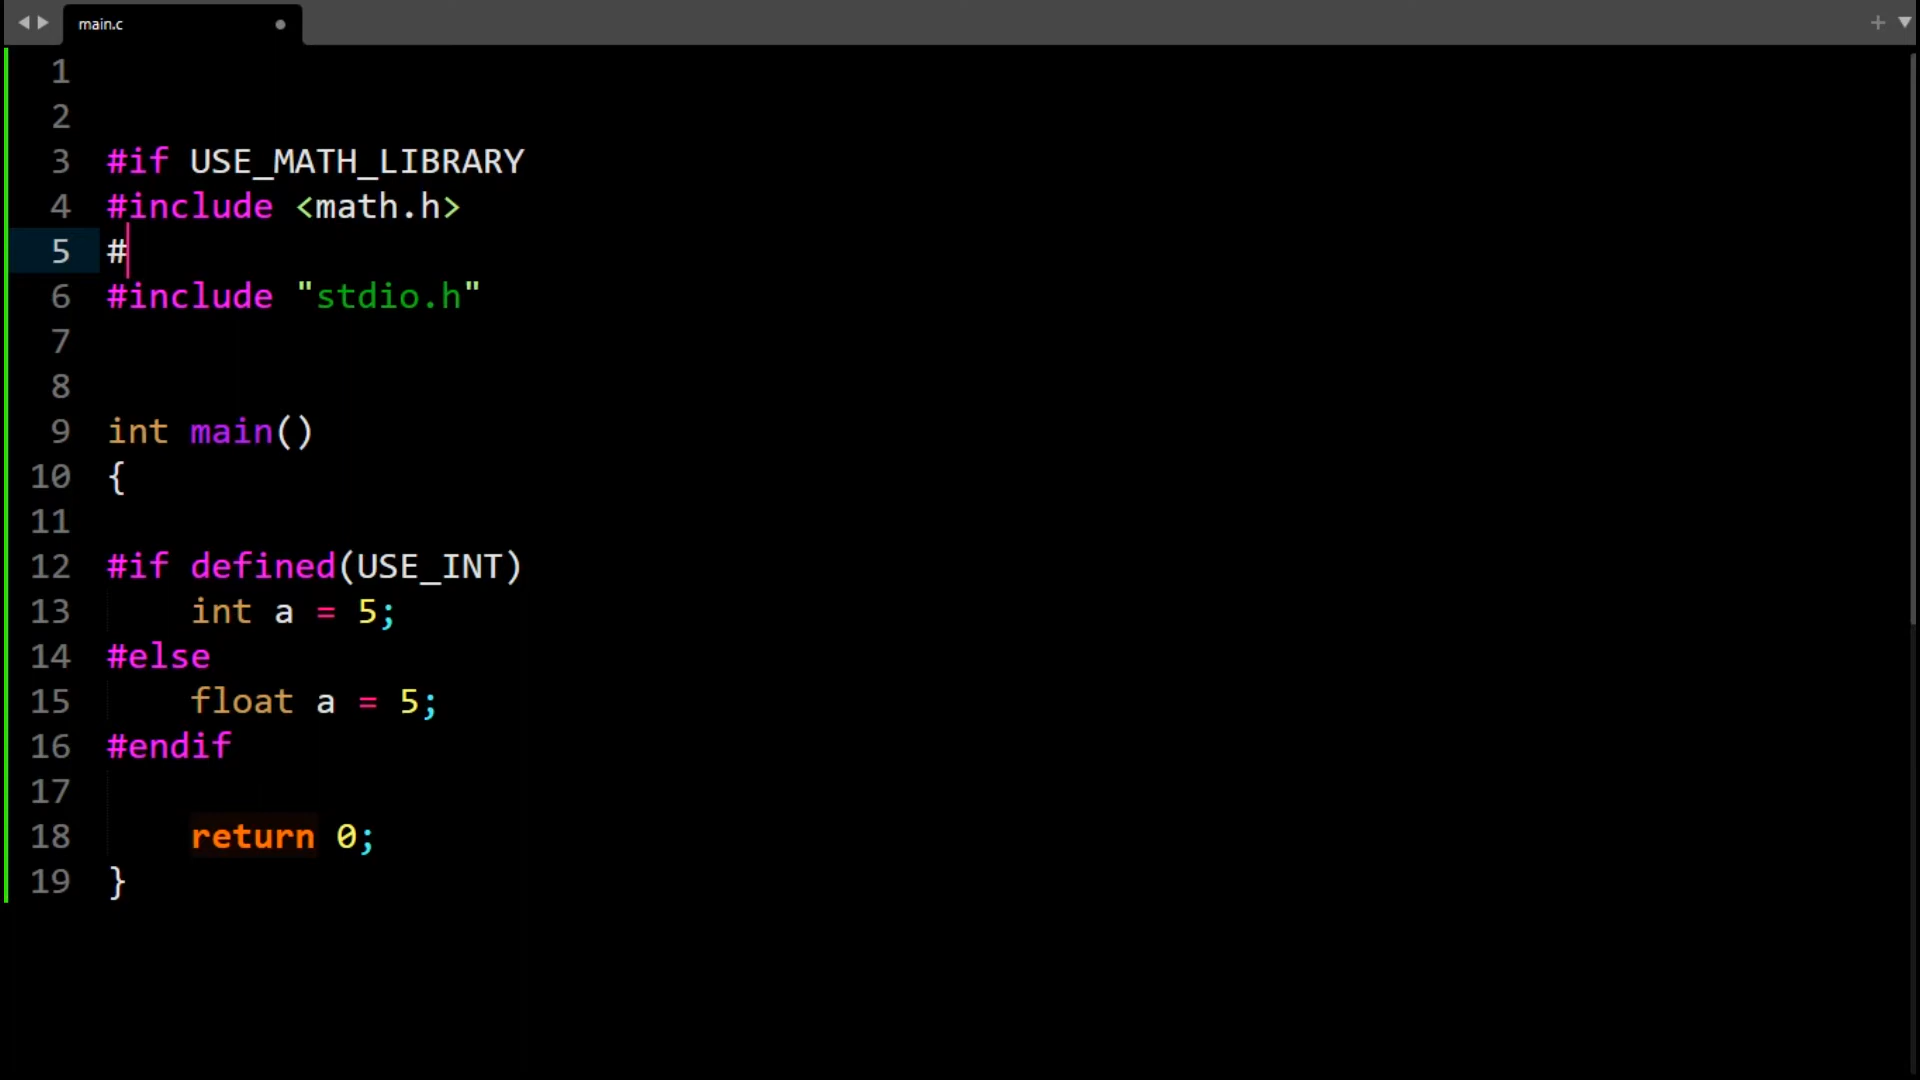 main.c
1
2
3 #if USE_MATH_LIBRARY
4 #include <math.h>
5 #
6 #include "stdio.h"
7
8
9 int main()
10 {
11
12 #if defined(USE_INT)
13 int a = 5;
14 #else
15 float a = 5;
16 #endif
17
18 return 0;
19 }